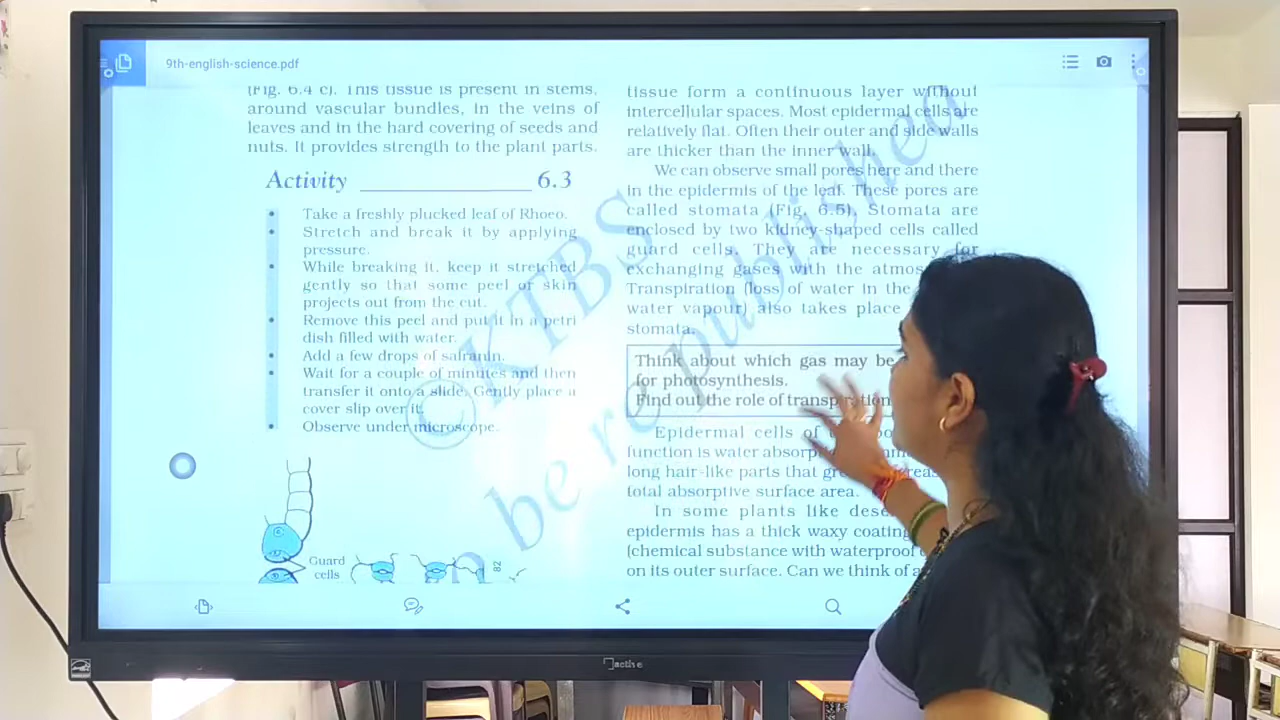 9th-english-science.pdf
(Fig. 6.4 c). This tissue is present in stems,
around vascular bundles, in the veins of
leaves and in the hard covering of seeds and
nuts. It provides strength to the plant parts.
Activity 6.3
• Take a freshly plucked leaf of Rhoeo.
• Stretch and break it by applying
pressure.
• While breaking it, keep it stretched
gently so that some peel or skin
projects out from the cut.
• Remove this peel and put it in a petri
dish filled with water.
• Add a few drops of safranin.
• Wait for a couple of minutes and then
transfer it onto a slide. Gently place a
cover slip over it.
• Observe under microscope.
Guard
cells
82
tissue form a continuous layer without
intercellular spaces. Most epidermal cells are
relatively flat. Often their outer and side walls
are thicker than the inner wall.
We can observe small pores here and there
in the epidermis of the leaf. These pores are
called stomata (Fig. 6.5). Stomata are
enclosed by two kidney-shaped cells called
guard cells. They are necessary for
exchanging gases with the
Transpiration (loss of water in the
water vapour) also takes place
stomata.
Think about which gas may be
for photosynthesis.
Find out the role of transpiration
Epidermal cells of
function is water
long hair-like parts that
total absorptive surface area.
In some plants like
epidermis has a thick waxy coating
(chemical substance with waterproof
on its outer surface. Can we think of
©KTBS
be republished
active